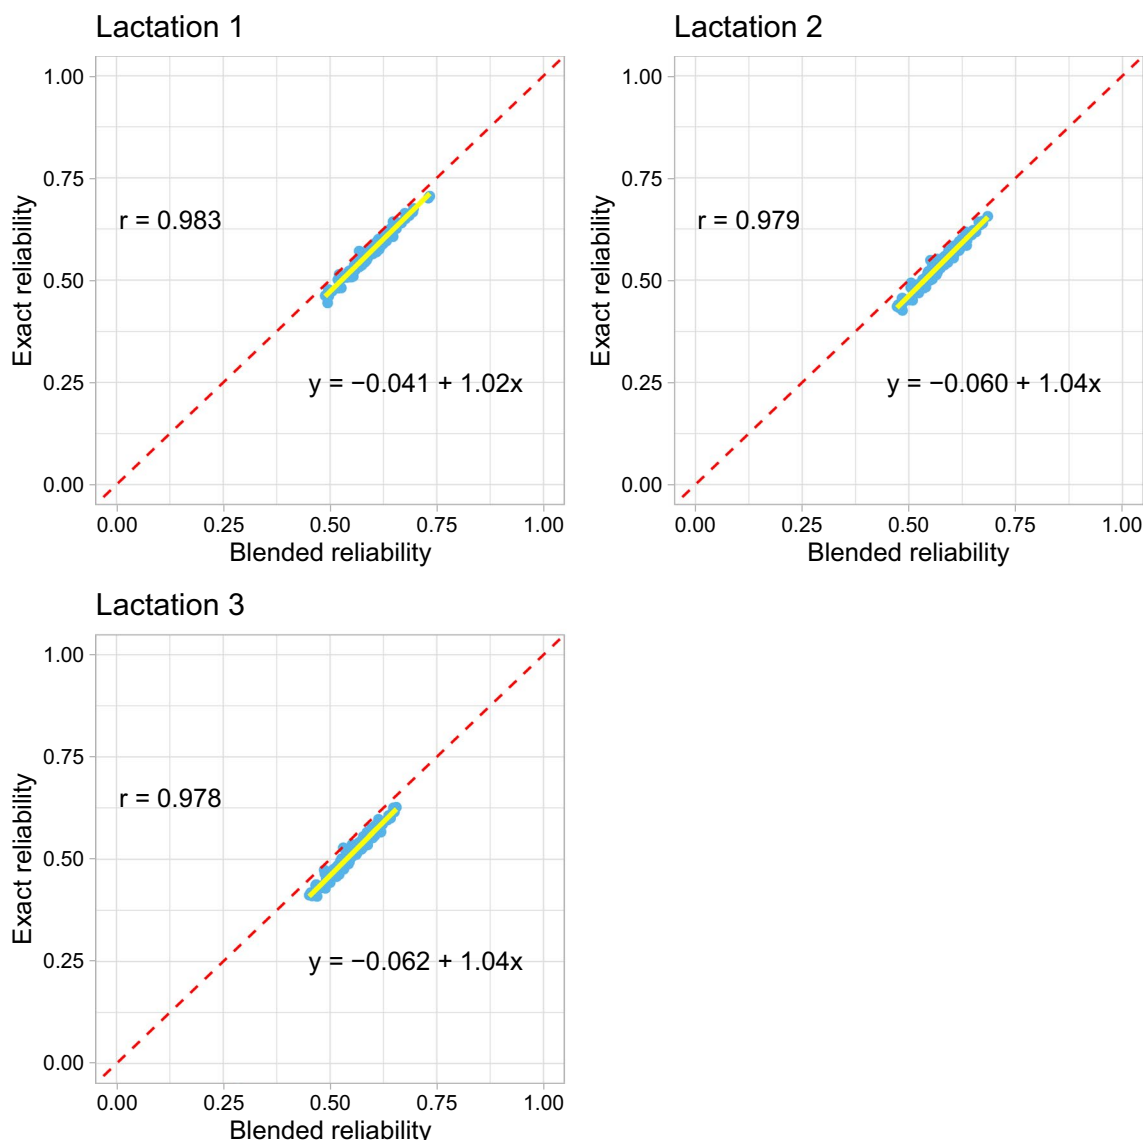 Lactation 1
1.00
0.75
0.50
0.25
0.00
Exact reliability
r = 0.983
y = −0.041 + 1.02x
0.00 0.25 0.50 0.75 1.00
Blended reliability
Lactation 2
1.00
0.75
0.50
0.25
0.00
Exact reliability
r = 0.979
y = −0.060 + 1.04x
0.00 0.25 0.50 0.75 1.00
Blended reliability
Lactation 3
1.00
0.75
0.50
0.25
0.00
Exact reliability
r = 0.978
y = −0.062 + 1.04x
0.00 0.25 0.50 0.75 1.00
Blended reliability